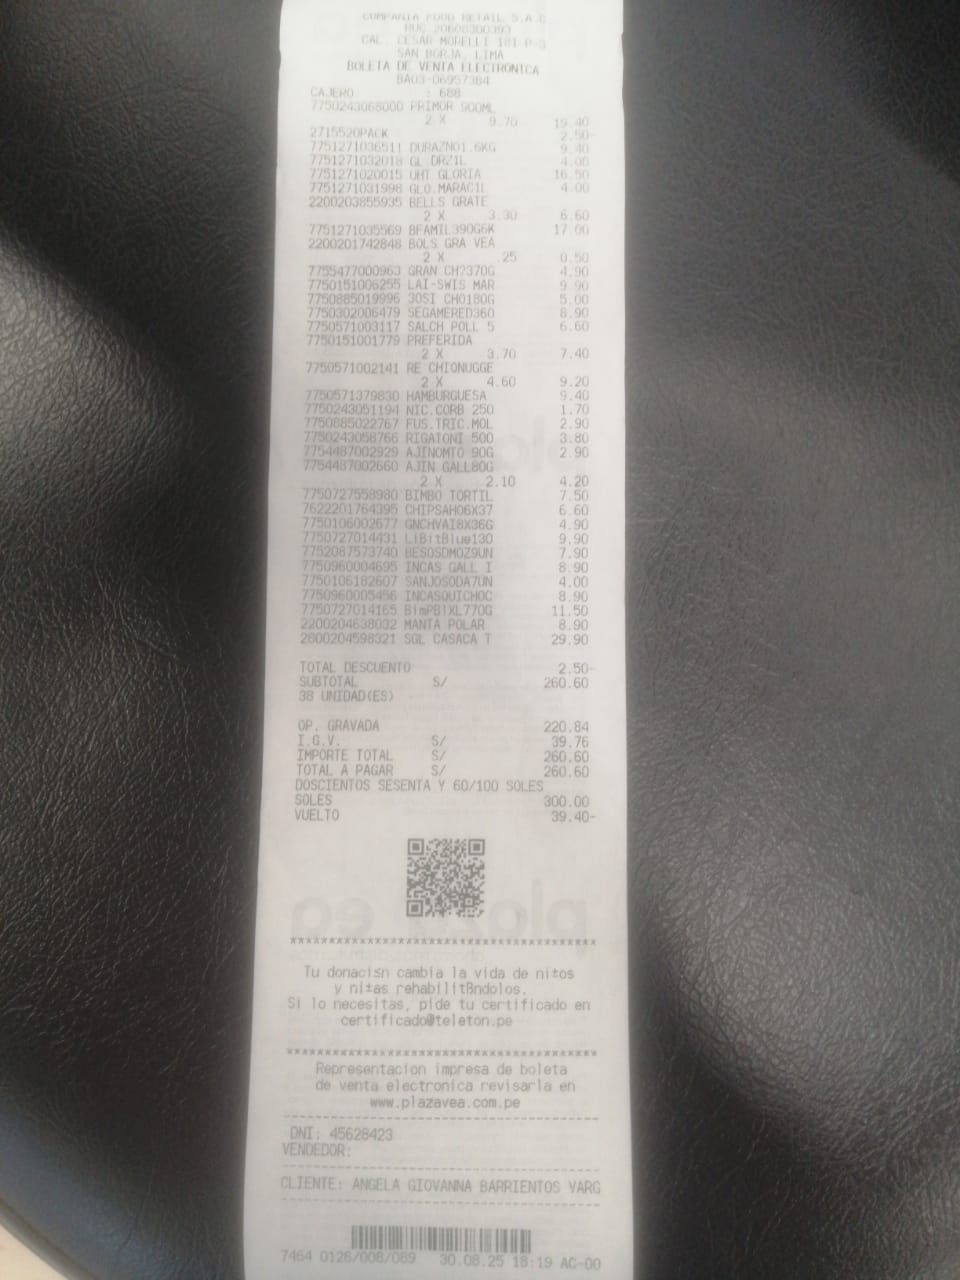 COMPANIA FOOD RETAIL S.A.C
RUC 20608300393
CAL. CESAR MORELLI 181 P-3
SAN BORJA, LIMA
BOLETA DE VENTA ELECTRONICA
BA03-06957384
CAJERO : 688
7750243068000 PRIMOR 900ML
2 X 9.70 19.40
2715520PACK 2.50-
7751271036511 DURAZNO1.6KG 9.40
7751271032018 GL.DRZ1L 4.00
7751271020015 UHT GLORIA 16.50
7751271031998 GLO.MARAC1L 4.00
2200203855935 BELLS GRATE
2 X 3.30 6.60
7751271035569 BFAMIL390G6K 17.00
2200201742848 BOLS GRA VEA
2 X .25 0.50
7755477000963 GRAN CH?370G 4.90
7750151006255 LAI-SWIS MAR 9.90
7750885019996 3OSI CHO180G 5.00
7750302006479 SEGAMERED360 8.90
7750571003117 SALCH POLL 5 6.60
7750151001779 PREFERIDA
2 X 3.70 7.40
7750571002141 RE CHIONUGGE
2 X 4.60 9.20
7750571379830 HAMBURGUESA 9.40
7750243051194 NIC.CORB 250 1.70
7750885022767 FUS.TRIC.MOL 2.90
7750243058766 RIGATONI 500 3.80
7754487002929 AJINOMTO 90G 2.90
7754487002660 AJIN GALL80G
2 X 2.10 4.20
7750727558980 BIMBO TORTIL 7.50
7622201764395 CHIPSAHO6X37 6.60
7750106002677 GNCHVAI8X36G 4.90
7750727014431 LiBitBlue130 9,90
7752087573740 BESOSDMOZ9UN 7.90
7750960004695 INCAS GALL I 8.90
7750106182607 SANJOSODA7UN 4.00
7750960005456 INCASQUICHOC 8.90
7750727014165 BimPB1XL770G 11.50
2200204638032 MANTA POLAR 8.90
2800204598321 SGL CASACA T 29.90
TOTAL DESCUENTO 2.50-
SUBTOTAL S/ 260.60
38 UNIDAD(ES)
OP. GRAVADA 220.84
I.G.V. S/ 39.76
IMPORTE TOTAL S/ 260.60
TOTAL A PAGAR S/ 260.60
DOSCIENTOS SESENTA Y 60/100 SOLES
SOLES 300.00
VUELTO 39.40-
plaza ea
******************************************
Tu donacisn cambia la vida de ni±os
y ni±as rehabilit8ndolos.
Si lo necesitas, pide tu certificado en
certificado@teleton.pe
******************************************
Representacion impresa de boleta
de venta electronica revisarla en
www.plazavea.com.pe
DNI: 45628423
VENDEDOR:
CLIENTE: ANGELA GIOVANNA BARRIENTOS VARG
7464 0126/008/089 30.08.25 18:19 AC-00